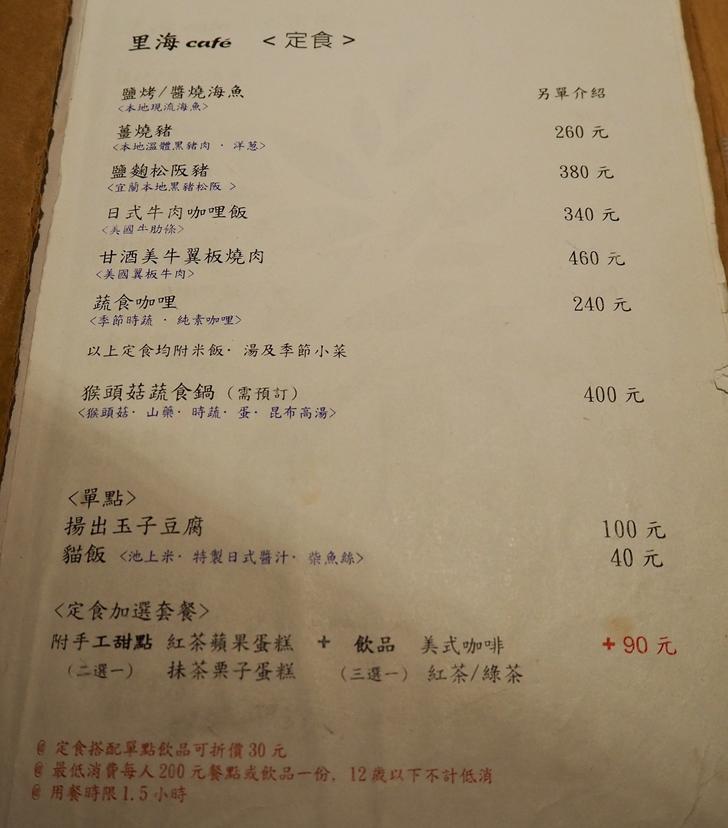 里海 café ＜定食＞
鹽烤/醬燒海魚 另單介紹
<本地現流海魚>
薑燒豬 260 元
<本地溫體黑豬肉 · 洋蔥>
鹽麴松阪豬 380 元
<宜蘭本地黑豬松阪 >
日式牛肉咖哩飯 340 元
<美國牛肋條>
甘酒美牛翼板燒肉 460 元
<美國翼板牛肉>
蔬食咖哩 240 元
<季節時蔬 · 純素咖哩>
以上定食均附米飯· 湯及季節小菜
猴頭菇蔬食鍋（需預訂） 400 元
<猴頭菇· 山藥· 時蔬· 蛋· 昆布高湯>
<單點>
揚出玉子豆腐 100 元
貓飯 <池上米· 特製日式醬汁· 柴魚絲> 40 元
<定食加選套餐>
附手工甜點 紅茶蘋果蛋糕 + 飲品 美式咖啡 +90 元
（二選一） 抹茶栗子蛋糕 （三選一） 紅茶/綠茶
@ 定食搭配單點飲品可折價 30 元
@ 最低消費每人 200 元餐點或飲品一份, 12 歲以下不計低消
@ 用餐時限 1.5 小時